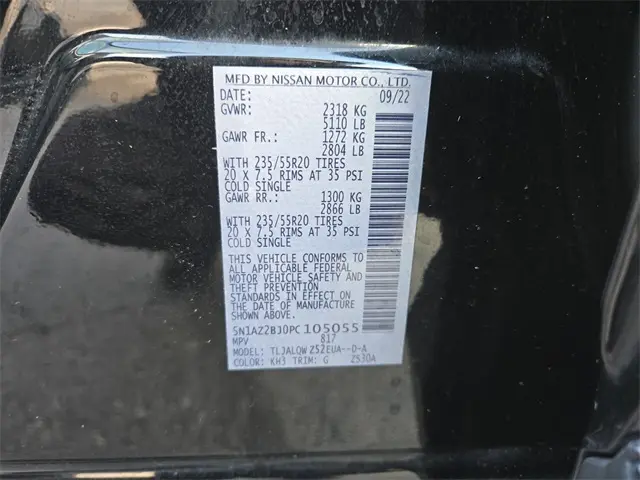 MFD BY NISSAN MOTOR CO., LTD.
DATE: 09/22
GVWR: 2318 KG
5110 LB
GAWR FR.: 1272 KG
2804 LB
WITH 235/55R20 TIRES
20 X 7.5 RIMS AT 35 PSI
COLD SINGLE
GAWR RR.: 1300 KG
2866 LB
WITH 235/55R20 TIRES
20 X 7.5 RIMS AT 35 PSI
COLD SINGLE
THIS VEHICLE CONFORMS TO
ALL APPLICABLE FEDERAL
MOTOR VEHICLE SAFETY AND
THEFT PREVENTION
STANDARDS IN EFFECT ON
THE DATE OF MANUFACTURE
SHOWN ABOVE.
5N1AZ2BJ0PC105055
MPV 817
MODEL: TLJALQWZ52EUA--D-A
COLOR: KH3 TRIM: G Z530A